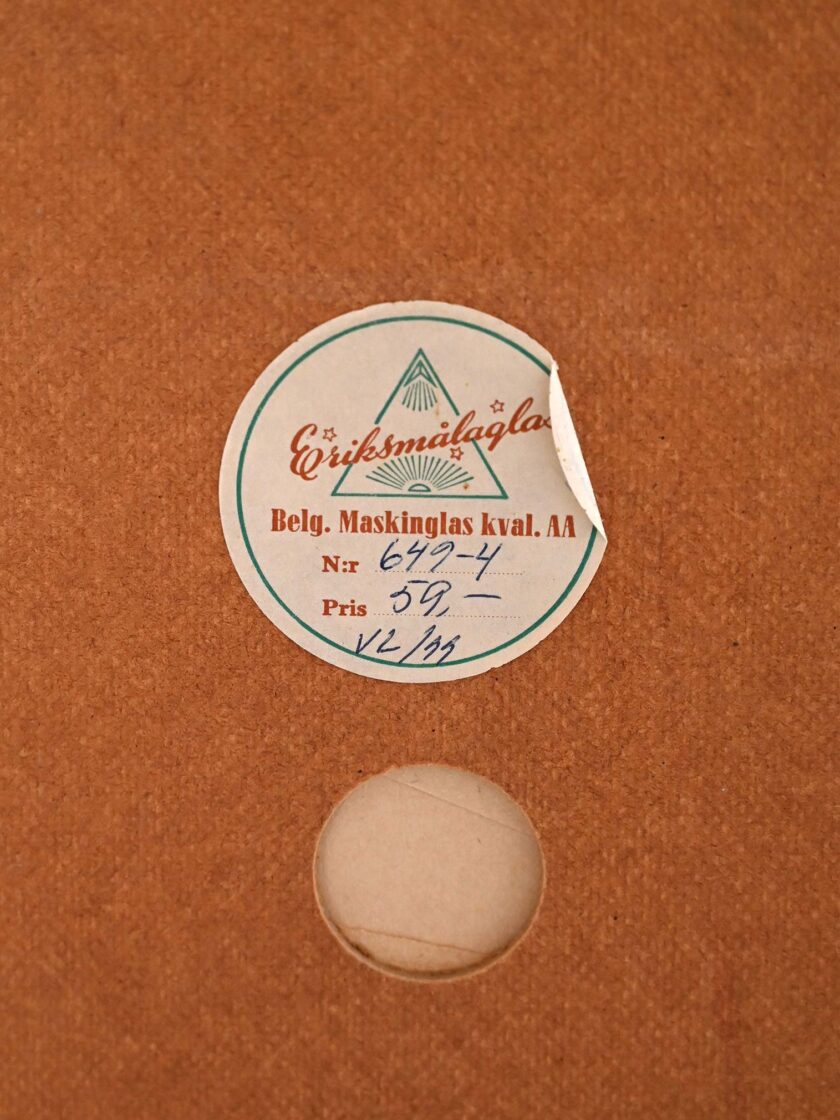 Eriksmålaglas
Belg. Maskinglas kval. AA
N:r 649-4
Pris 59,-